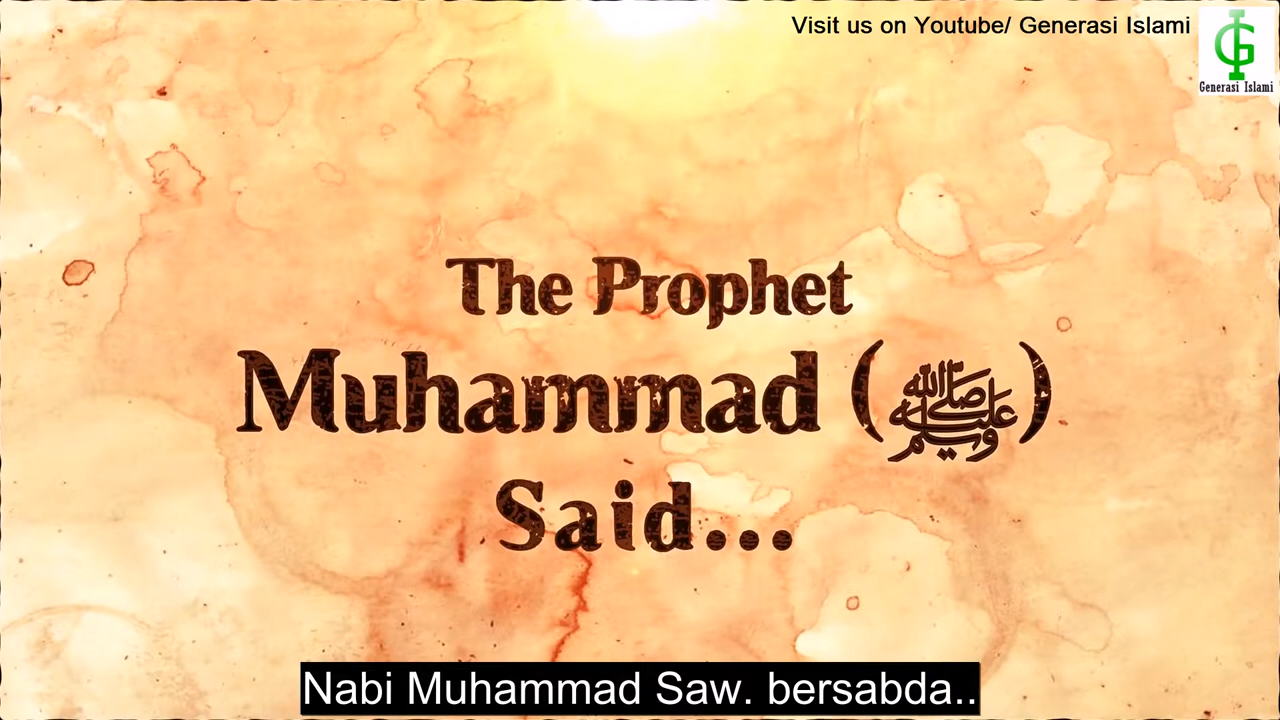 Visit us on Youtube/ Generasi Islami
GI
Generasi Islami
The Prophet
Muhammad (ﷺ)
Said...
Nabi Muhammad Saw. bersabda..